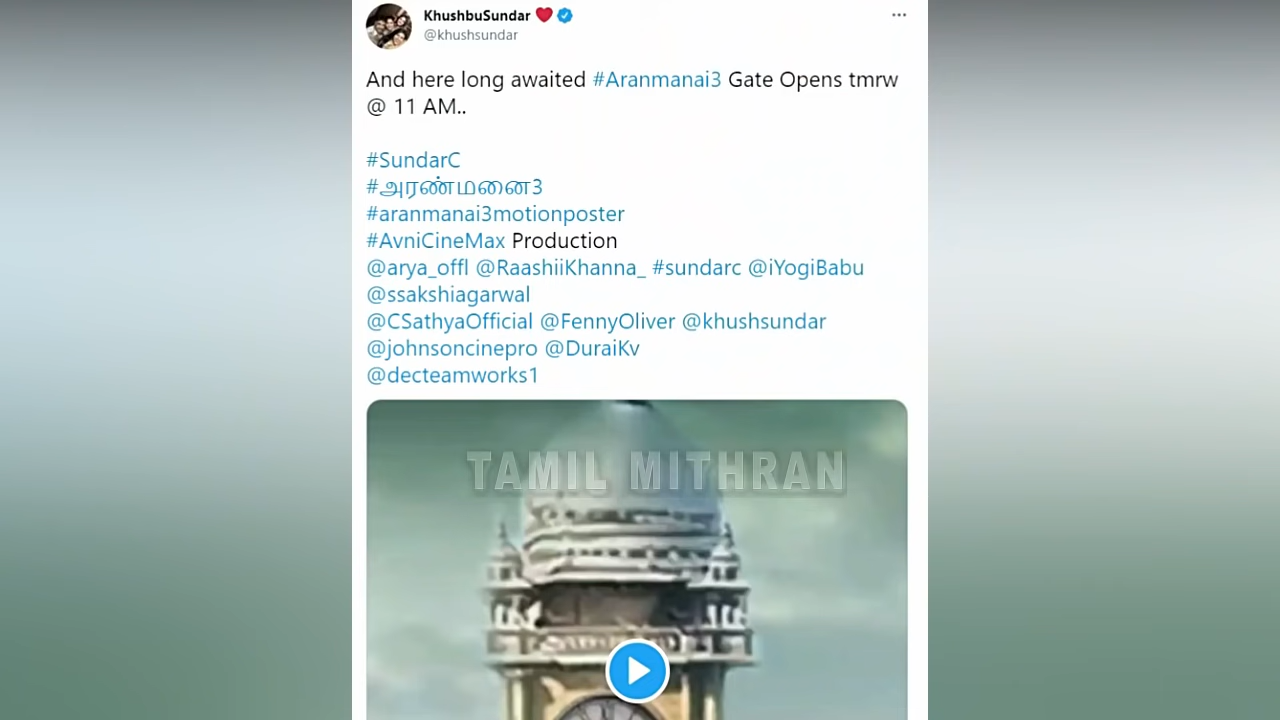 KhushbuSundar ❤️
@khushsundar
And here long awaited #Aranmanai3 Gate Opens tmrw
@ 11 AM..
#SundarC
#அரண்மனை3
#aranmanai3motionposter
#AvniCineMax Production
@arya_offl @RaashiiKhanna_ #sundarc @iYogiBabu
@ssakshiagarwal
@CSathyaOfficial @FennyOliver @khushsundar
@johnsoncinepro @DuraiKv
@decteamworks1
TAMIL MITHRAN